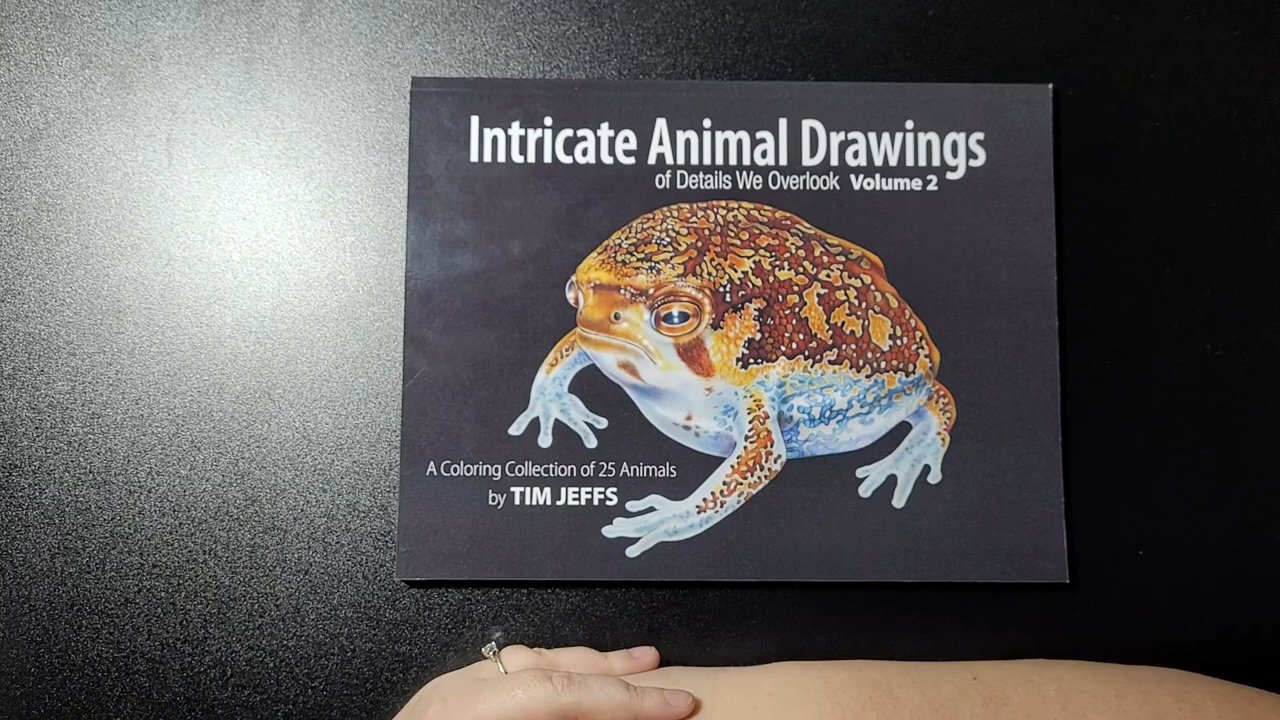 Intricate Animal Drawings
of Details We Overlook Volume 2
A Coloring Collection of 25 Animals
by TIM JEFFS